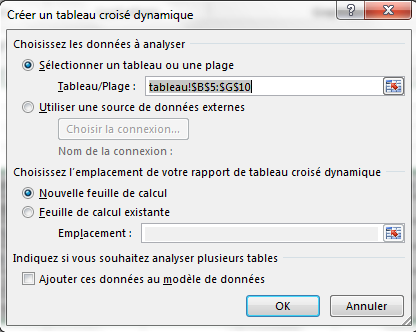 Créer un tableau croisé dynamique
?
Choisissez les données à analyser
Sélectionner un tableau ou une plage
Tableau/Plage : tableau!$B$5:$G$10
Utiliser une source de données externes
Choisir la connexion...
Nom de la connexion :
Choisissez l'emplacement de votre rapport de tableau croisé dynamique
Nouvelle feuille de calcul
Feuille de calcul existante
Emplacement :
Indiquez si vous souhaitez analyser plusieurs tables
Ajouter ces données au modèle de données
OK Annuler